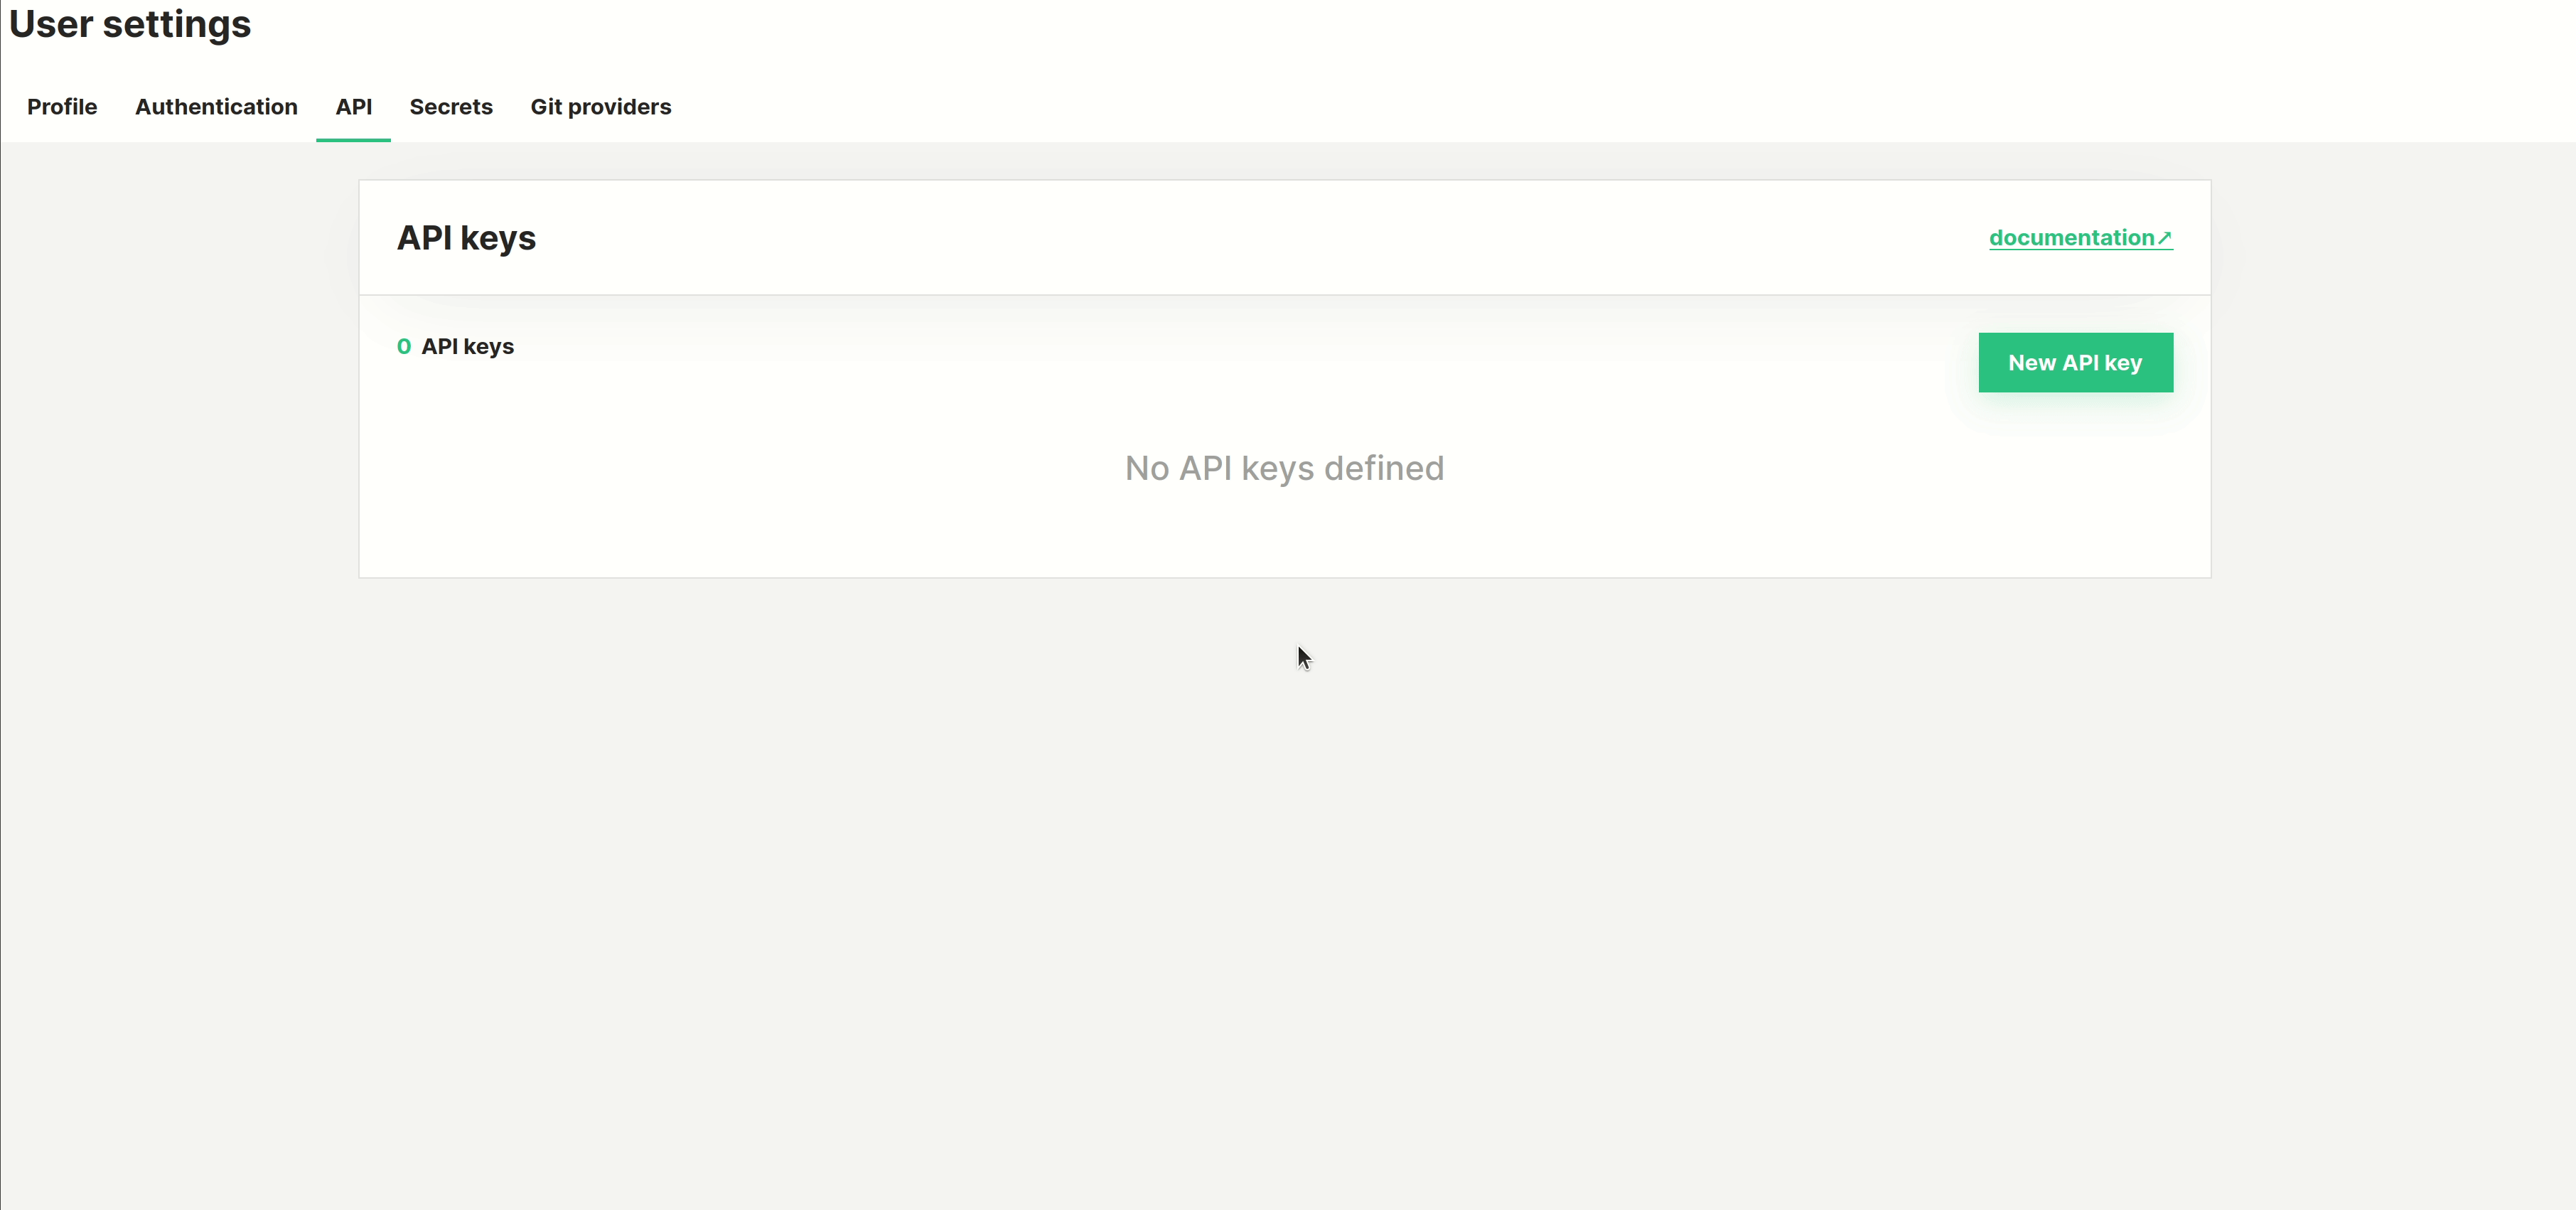 User settings
Profile Authentication API Secrets Git providers
API keys documentation↗
0 API keys New API key
No API keys defined